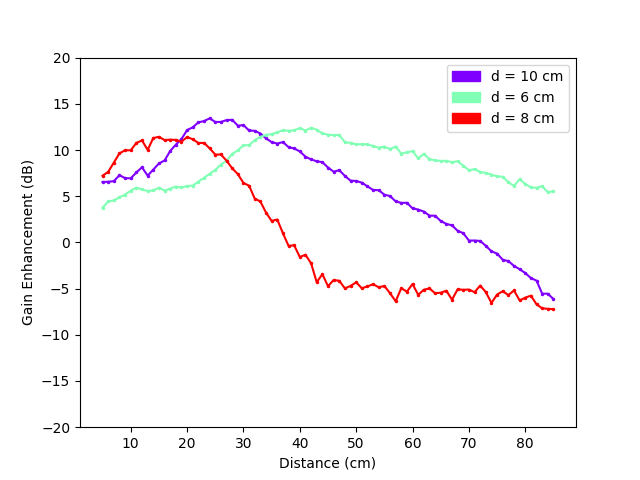 20
15
10
5
0
−5
−10
−15
−20
Gain Enhancement (dB)
d = 10 cm
d = 6 cm
d = 8 cm
10 20 30 40 50 60 70 80
Distance (cm)